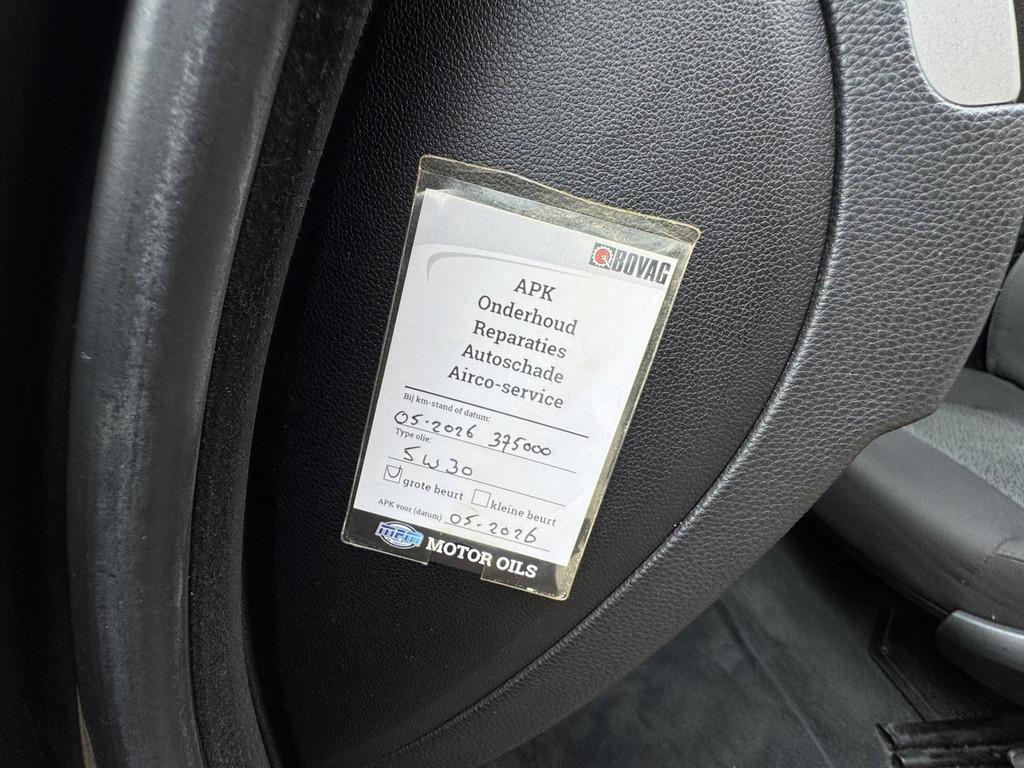 BOVAG
APK
Onderhoud
Reparaties
Autoschade
Airco-service
Bij km-stand of datum:
05-2026 375000
Type olie:
5W30
grote beurt kleine beurt
APK voor (datum) 05-2026
MPM MOTOR OILS